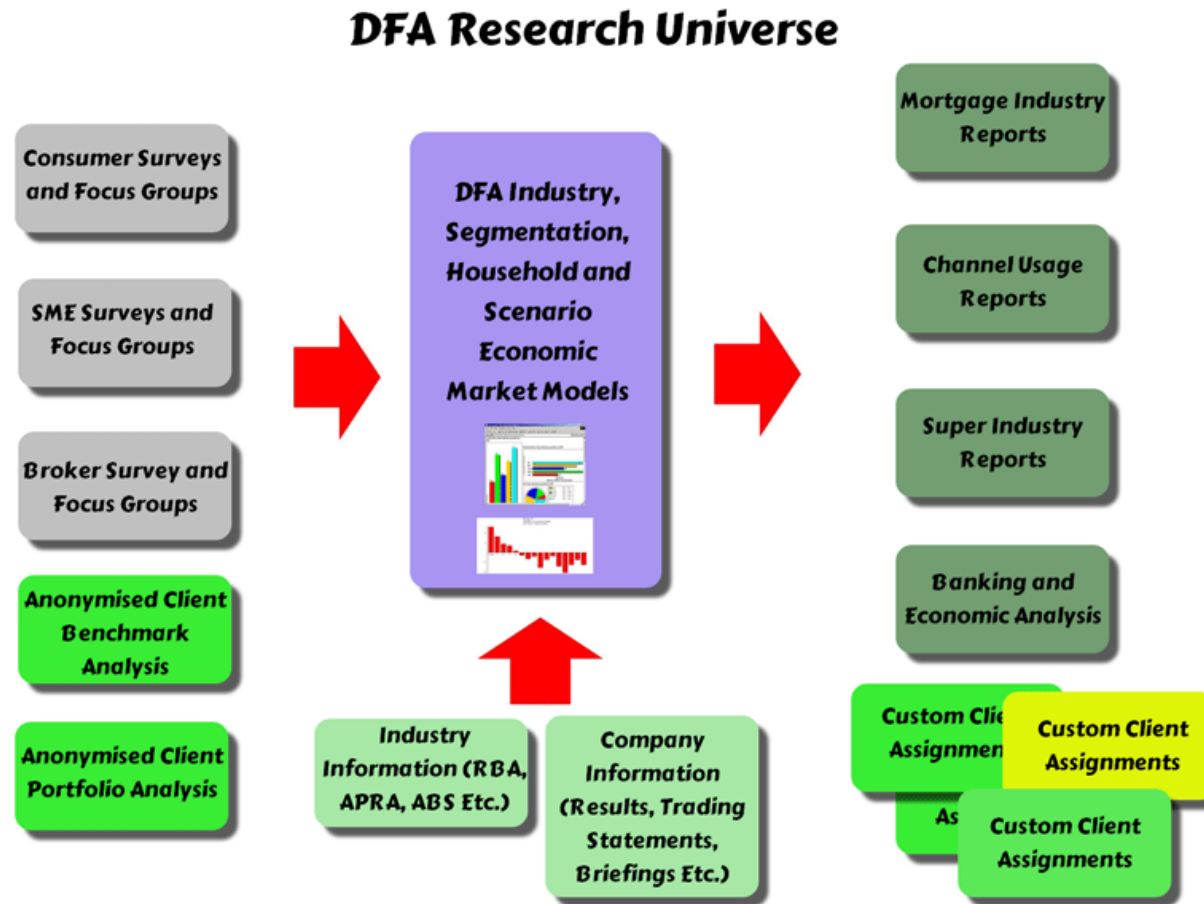 DFA Research Universe
Consumer Surveys
and Focus Groups
SME Surveys and
Focus Groups
Broker Survey and
Focus Groups
Anonymised Client
Benchmark
Analysis
Anonymised Client
Portfolio Analysis
DFA Industry,
Segmentation,
Household and
Scenario
Economic
Market Models
Industry
Information (RBA,
APRA, ABS Etc.)
Company
Information
(Results, Trading
Statements,
Briefings Etc.)
Mortgage Industry
Reports
Channel Usage
Reports
Super Industry
Reports
Banking and
Economic Analysis
Custom
Custom Client
Assignments
Custom Client
Assignments